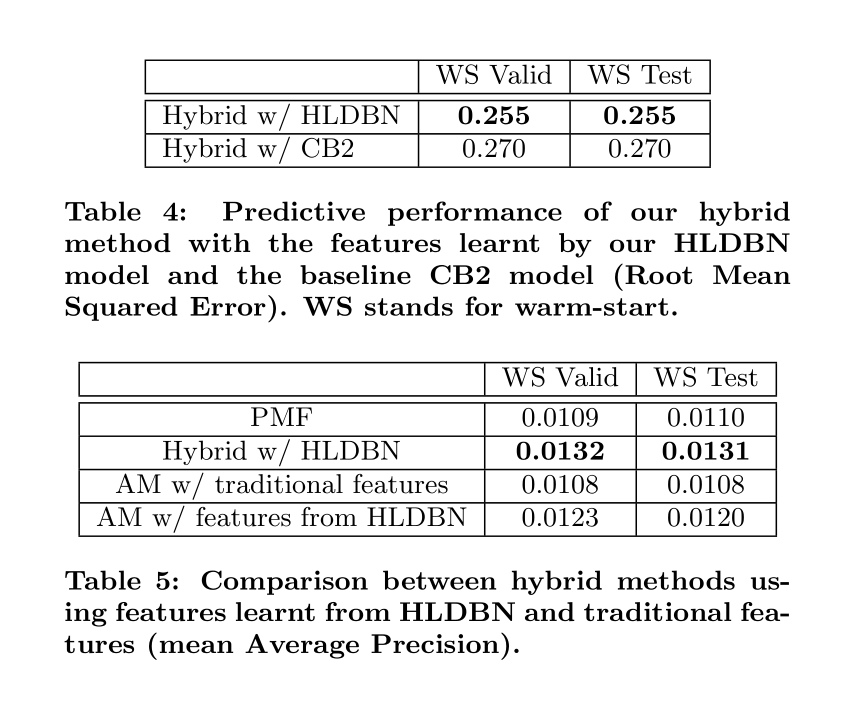 WS Valid WS Test
Hybrid w/ HLDBN 0.255 0.255
Hybrid w/ CB2 0.270 0.270
Table 4: Predictive performance of our hybrid
method with the features learnt by our HLDBN
model and the baseline CB2 model (Root Mean
Squared Error). WS stands for warm-start.
WS Valid WS Test
PMF 0.0109 0.0110
Hybrid w/ HLDBN 0.0132 0.0131
AM w/ traditional features 0.0108 0.0108
AM w/ features from HLDBN 0.0123 0.0120
Table 5: Comparison between hybrid methods us-
ing features learnt from HLDBN and traditional fea-
tures (mean Average Precision).